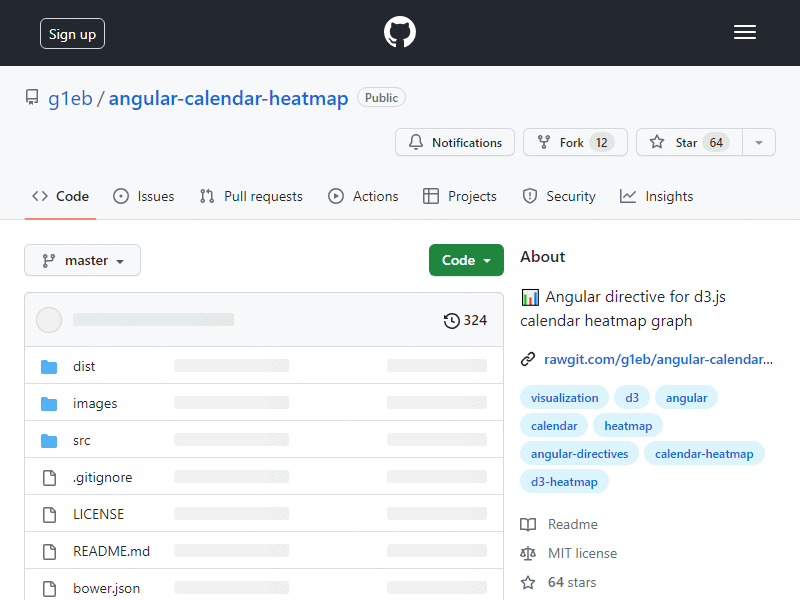 Sign up
g1eb / angular-calendar-heatmap Public
Notifications Fork 12 Star 64
Code Issues Pull requests Actions Projects Security Insights
master Code
324
dist
images
src
.gitignore
LICENSE
README.md
bower.json
About
Angular directive for d3.js
calendar heatmap graph
rawgit.com/g1eb/angular-calendar...
visualization d3 angular
calendar heatmap
angular-directives calendar-heatmap
d3-heatmap
Readme
MIT license
64 stars